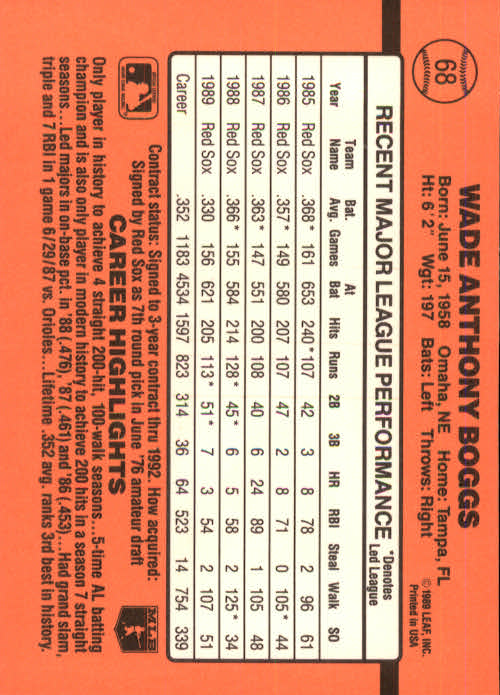 68
WADE ANTHONY BOGGS
Born: June 15, 1958 Omaha, NE Home: Tampa, FL
Ht: 6'2" Wgt: 197 Bats: Left Throws: Right
© 1989 LEAF, INC.
Printed in USA
RECENT MAJOR LEAGUE PERFORMANCE
*Denotes
Led League
Year Team Name Bat. Avg. Games At Bat Hits Runs 2B 3B HR RBI Steal Walk SO
1985 Red Sox .368* 161 653 240* 107 42 3 8 78 2 96 61
1986 Red Sox .357* 149 580 207 107 47 2 8 71 0 105* 44
1987 Red Sox .363* 147 551 200 108 40 6 24 89 1 105 48
1988 Red Sox .366* 155 584 214 128* 45* 6 5 58 2 125* 34
1989 Red Sox .330 156 621 205 113* 51* 7 3 54 2 107 51
Career .352 1183 4534 1597 823 314 36 64 523 14 754 339
Contract status: Signed to 3-year contract thru 1992. How acquired:
Signed by Red Sox as 7th round pick in June '76 amateur draft
MLB
CAREER HIGHLIGHTS
Only player in history to achieve 4 straight 200-hit, 100-walk seasons...5-time AL batting
champion and is also only player in modern history to achieve 200 hits in a season 7 straight
seasons...Led majors in on-base pct. in '88 (.476), '87 (.461) and '86 (.453)...Had grand slam,
triple and 7 RBI in 1 game 6/29/87 vs. Orioles...Lifetime .352 avg. ranks 3rd best in history.